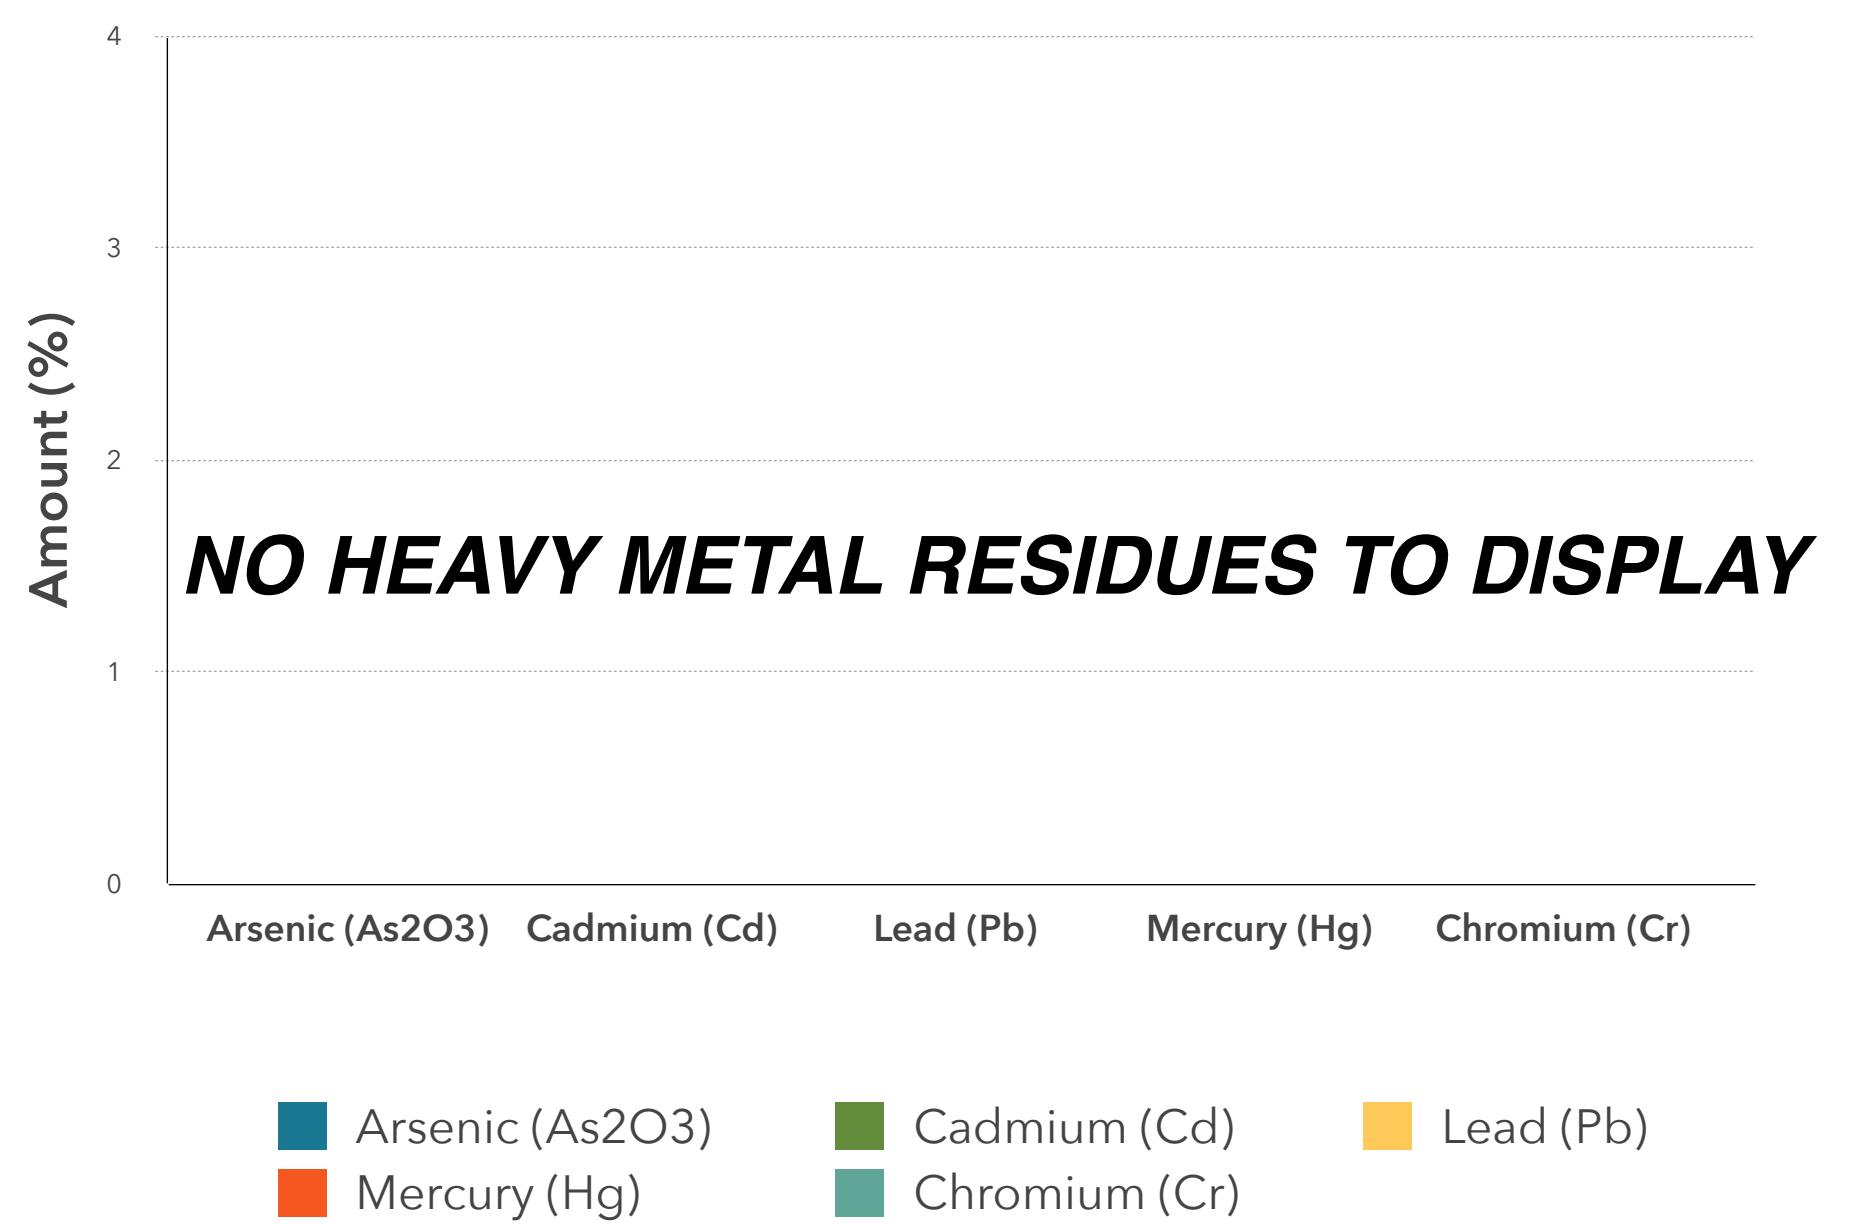 4
3
2
1
0
Amount (%)
NO HEAVY METAL RESIDUES TO DISPLAY
Arsenic (As2O3) Cadmium (Cd) Lead (Pb) Mercury (Hg) Chromium (Cr)
Arsenic (As2O3) Cadmium (Cd) Lead (Pb)
Mercury (Hg) Chromium (Cr)